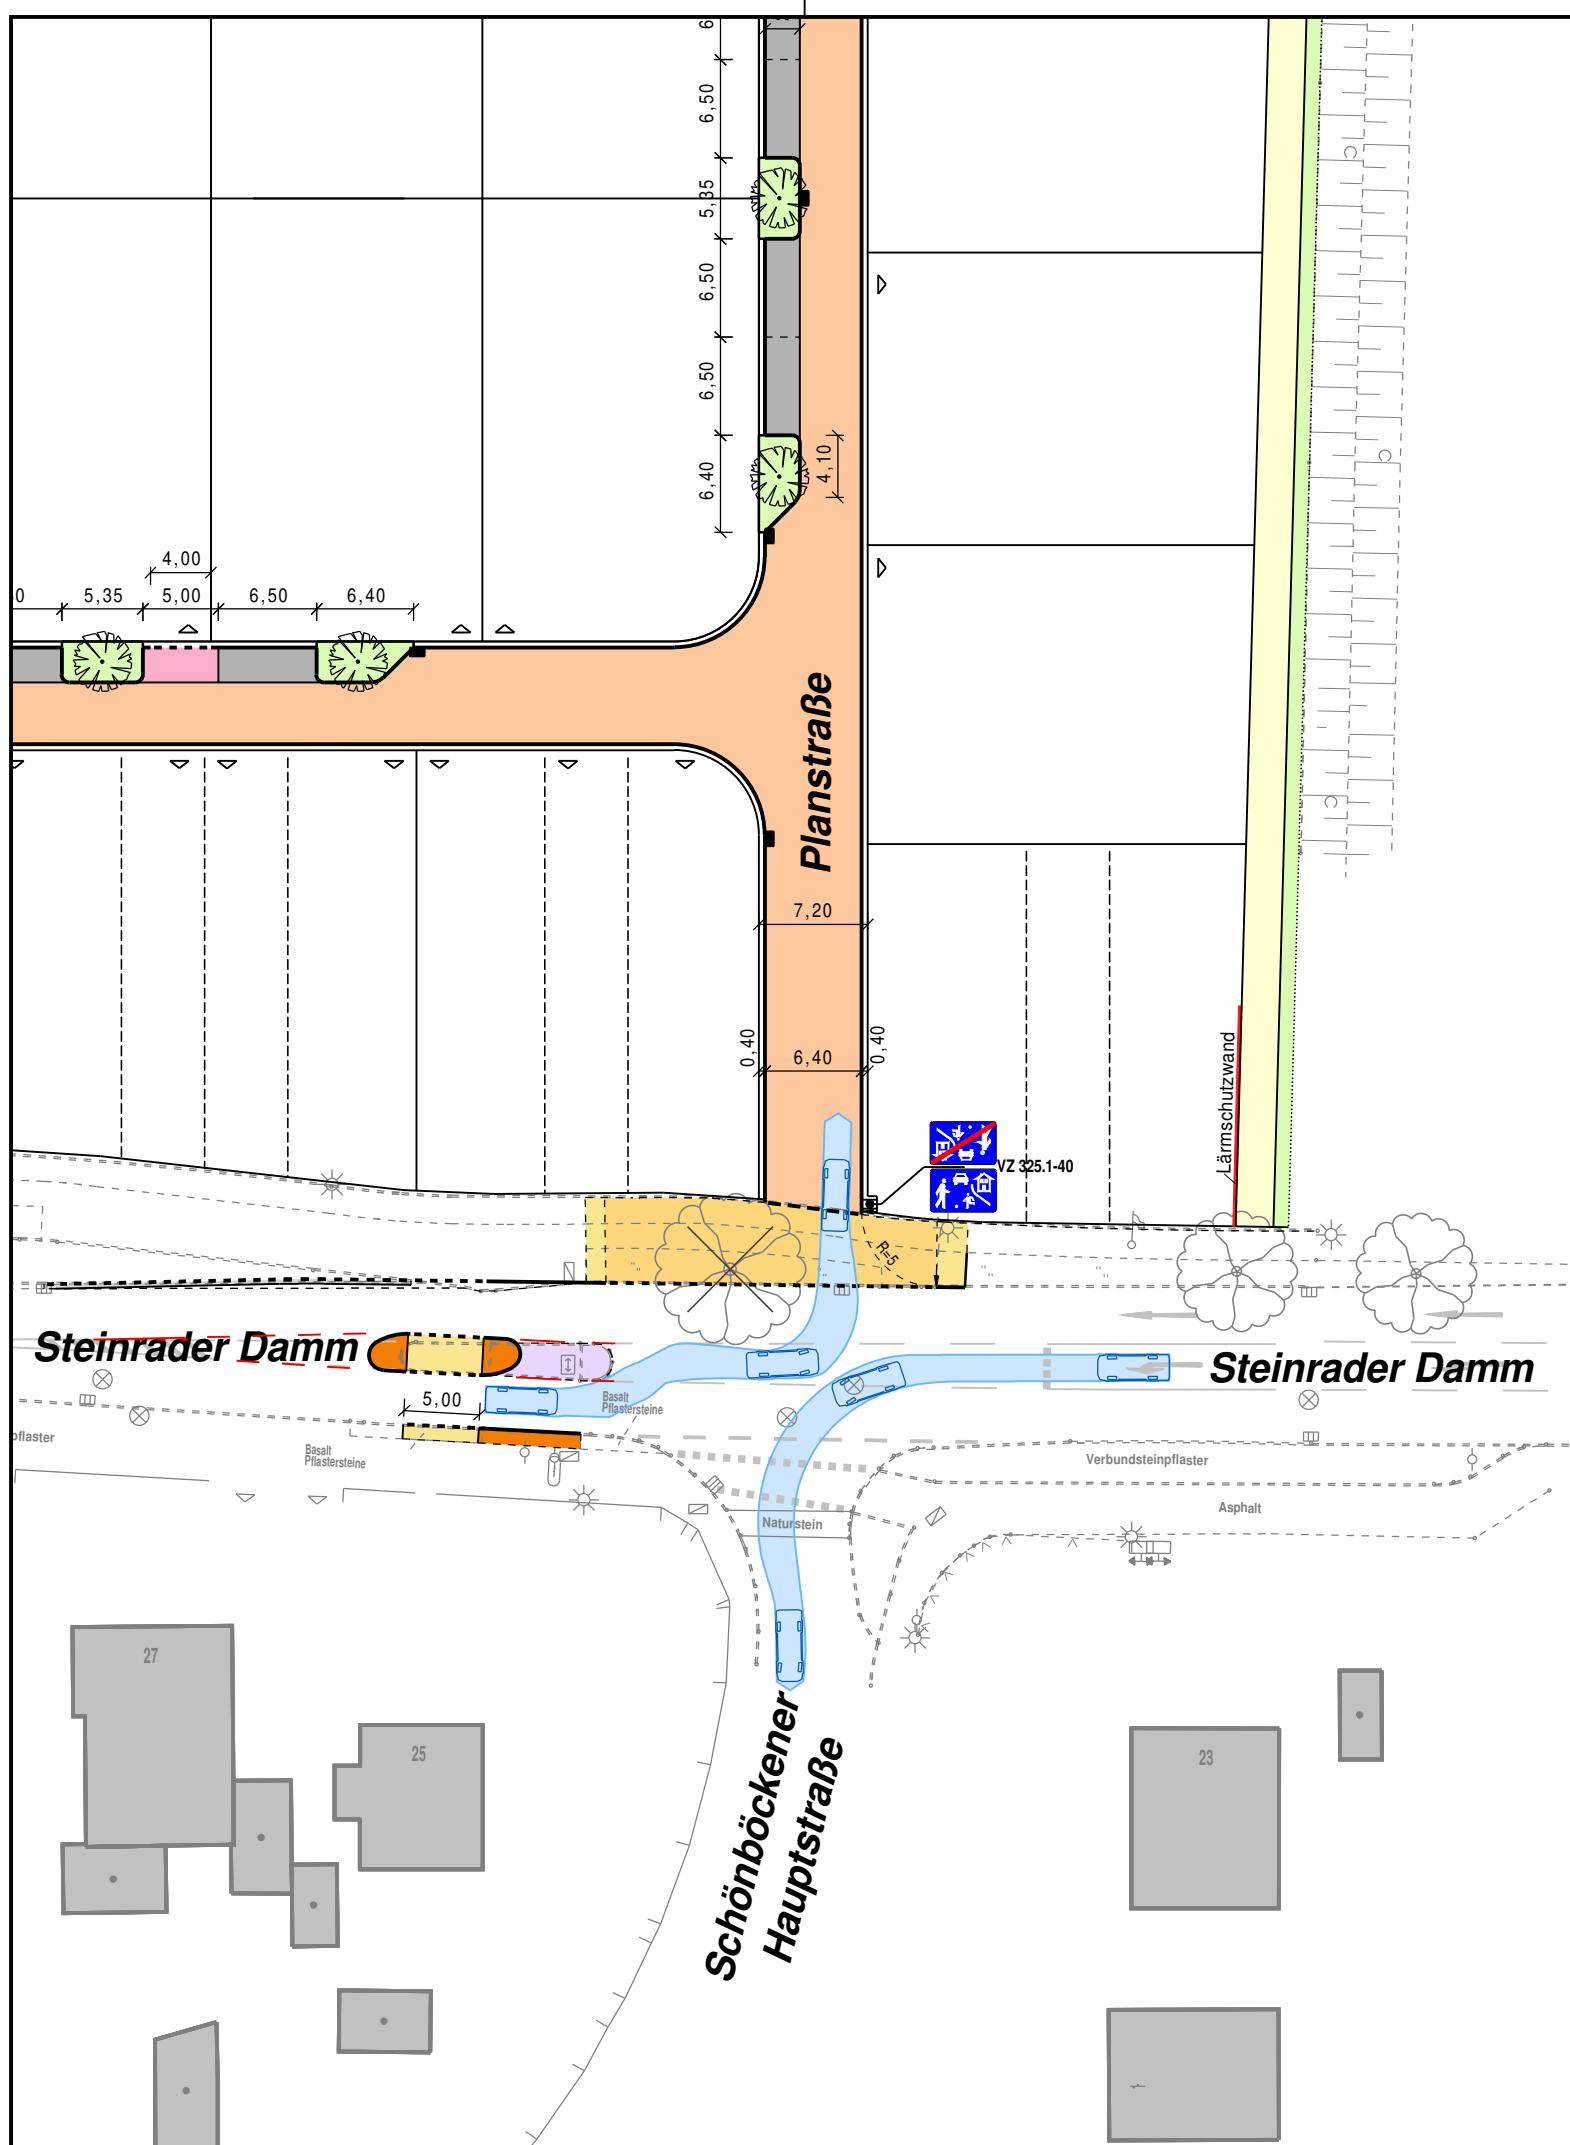 6
6,50
5,35
6,50
6,50
6,40
4,10
4,00
0
5,35
5,00
6,50
6,40
Planstraße
7,20
0,40
6,40
0,40
Lärmschutzwand
VZ 325.1-40
R=5
Steinrader Damm
Steinrader Damm
5,00
Basalt
Pflastersteine
pflaster
Basalt
Pflastersteine
Verbundsteinpflaster
Asphalt
Naturstein
Schönböckener
Hauptstraße
27
25
23